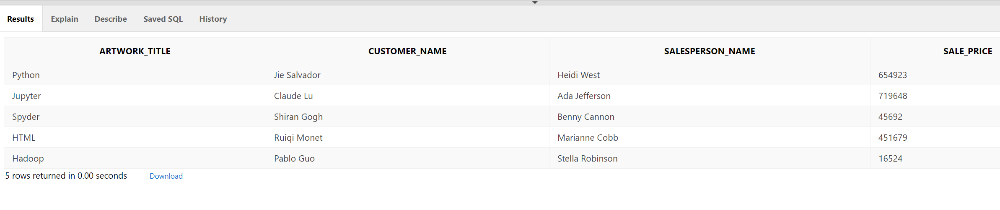 Results Explain Describe Saved SQL History
ARTWORK_TITLE CUSTOMER_NAME SALESPERSON_NAME SALE_PRICE
Python Jie Salvador Heidi West 654923
Jupyter Claude Lu Ada Jefferson 719648
Spyder Shiran Gogh Benny Cannon 45692
HTML Ruiqi Monet Marianne Cobb 451679
Hadoop Pablo Guo Stella Robinson 16524
5 rows returned in 0.00 seconds Download